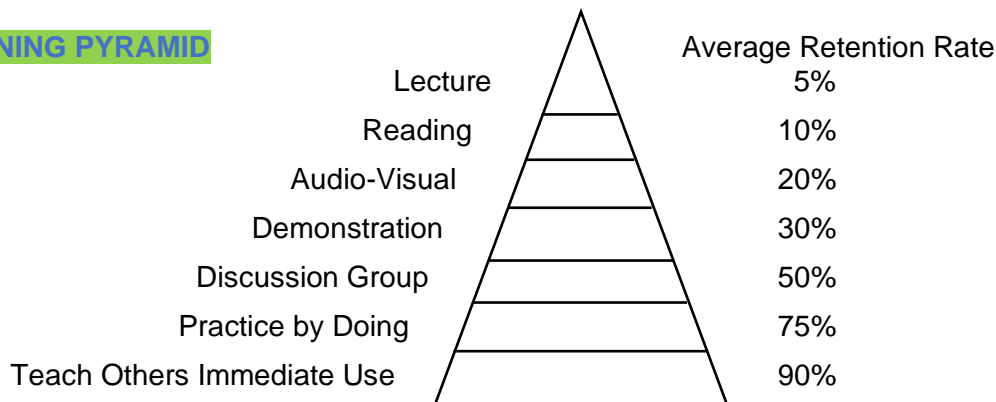 NING PYRAMID
Average Retention Rate
Lecture 5%
Reading 10%
Audio-Visual 20%
Demonstration 30%
Discussion Group 50%
Practice by Doing 75%
Teach Others Immediate Use 90%